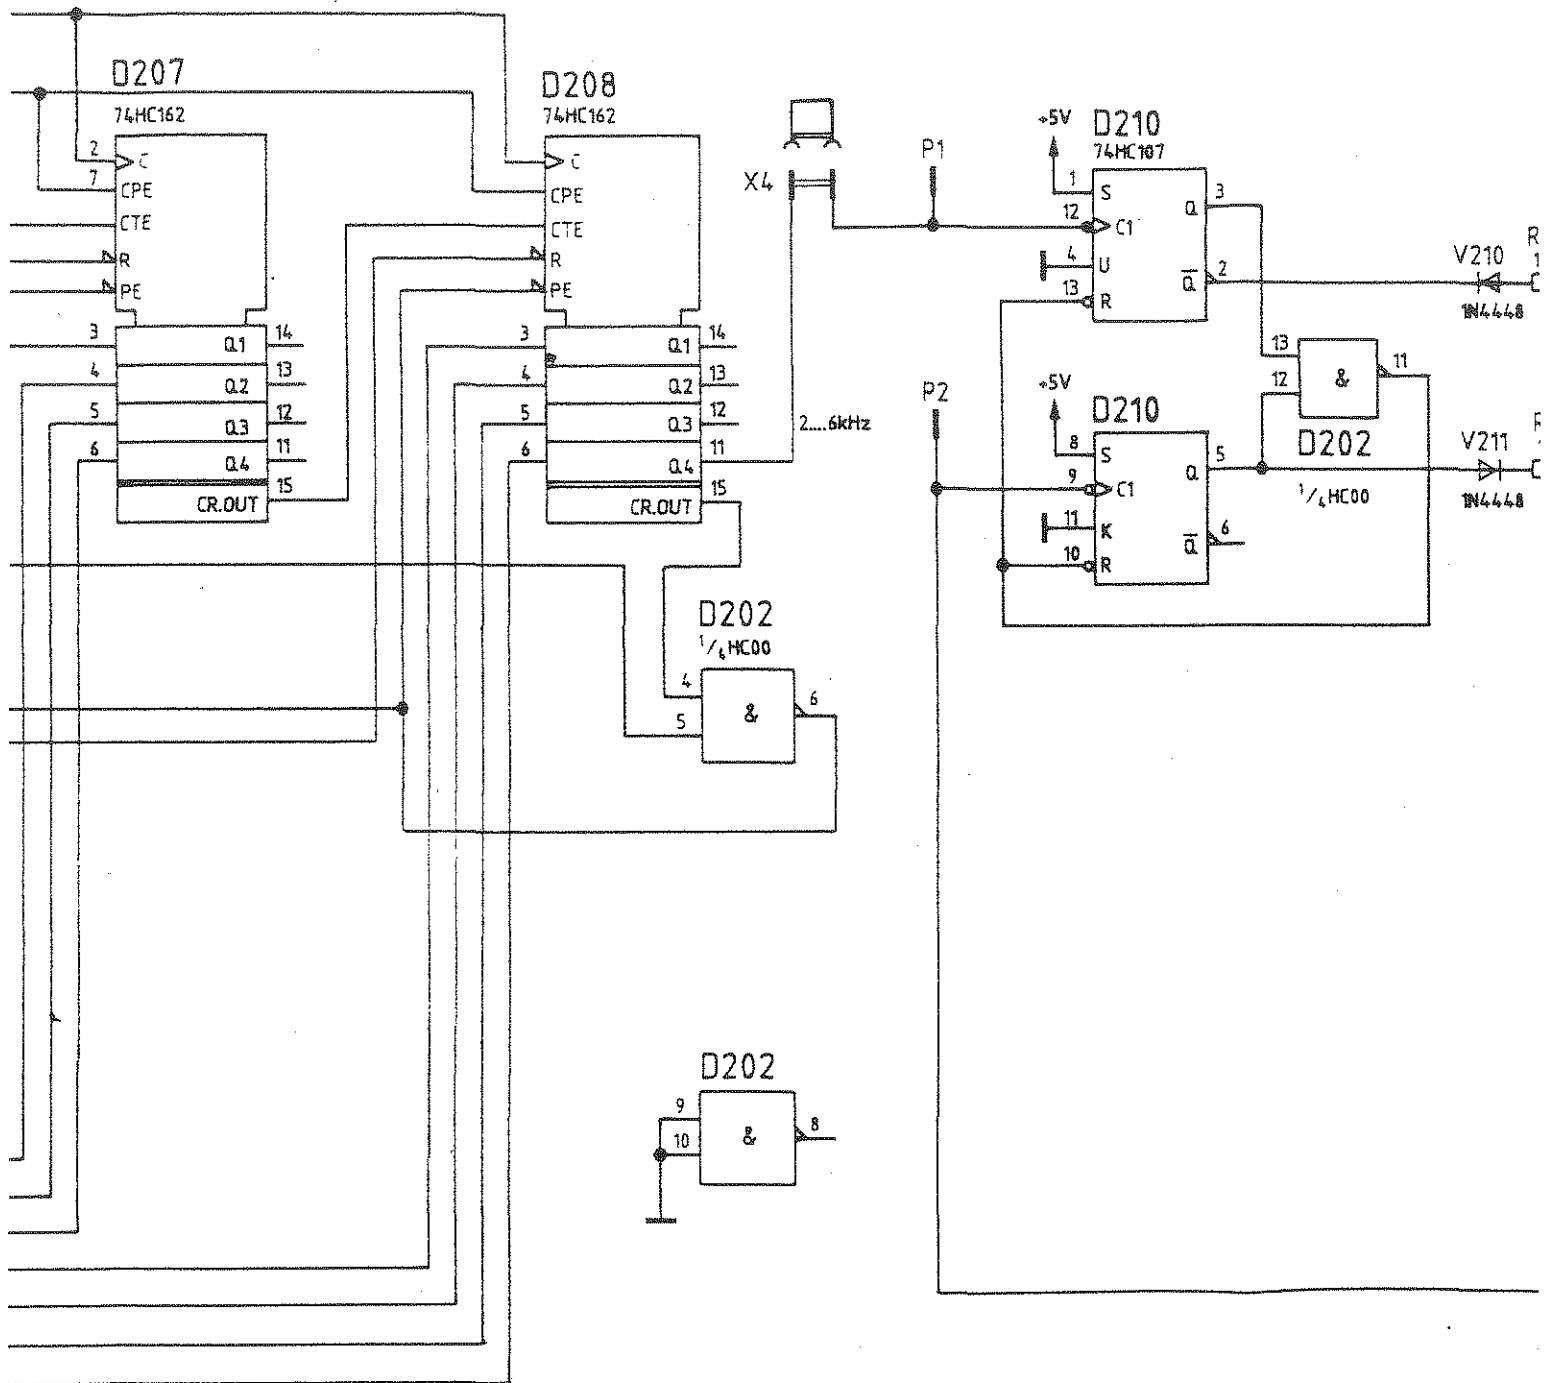 D207
74HC162
2
C
7
CPE
CTE
R
PE
3
Q1
14
4
Q2
13
5
Q3
12
6
Q4
11
CR.OUT
15
D208
74HC162
C
CPE
CTE
R
PE
3
Q1
14
4
Q2
13
5
Q3
12
6
Q4
11
CR.OUT
15
X4
2....6kHz
P1
+5V
D210
74HC107
1
S
12
C1
4
U
13
R
Q
3
Q̅
2
V210
1N4448
R
1
13
12
&
11
D202
1/4HC00
P2
+5V
D210
8
S
9
C1
11
K
10
R
Q
5
Q̅
6
V211
1N4448
R
D202
1/4HC00
4
5
&
6
D202
9
10
&
8